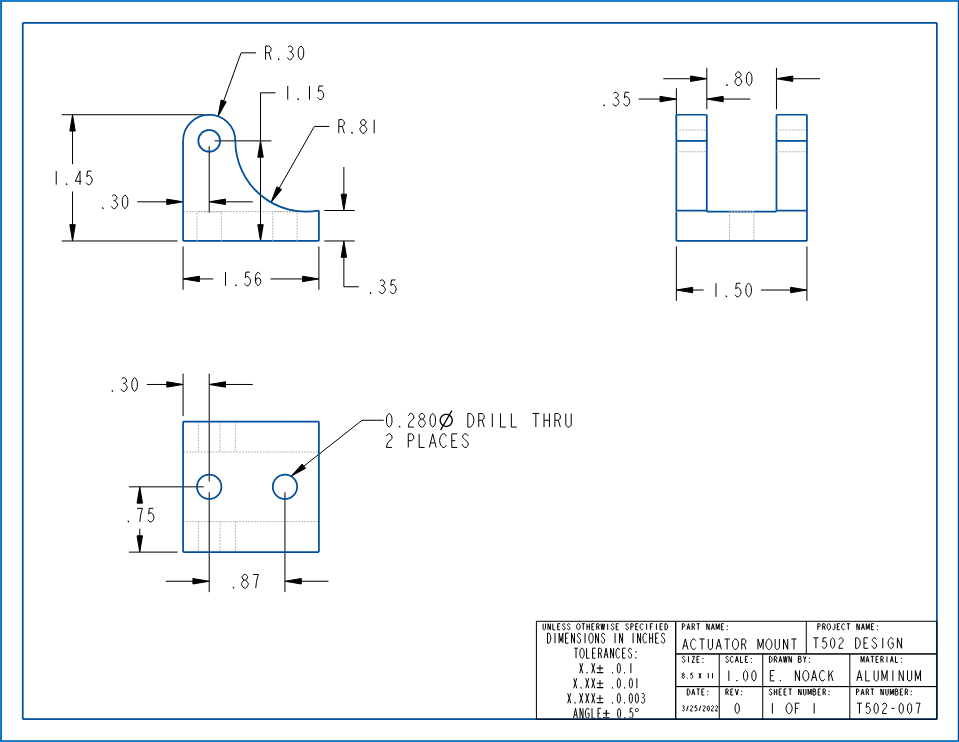 R.30
1.15
R.81
1.45
.30
1.56
.35
.80
.35
1.50
.30
0.280Ø DRILL THRU
2 PLACES
.75
.87
UNLESS OTHERWISE SPECIFIED
DIMENSIONS IN INCHES
TOLERANCES:
X.X± .0.1
X.XX± .0.01
X.XXX± .0.003
ANGLE± 0.5°
PART NAME:
ACTUATOR MOUNT
PROJECT NAME:
T502 DESIGN
SIZE:
8.5 X 11
SCALE:
1.00
DRAWN BY:
E. NOACK
MATERIAL:
ALUMINUM
DATE:
3/25/2022
REV:
0
SHEET NUMBER:
1 OF 1
PART NUMBER:
T502-007